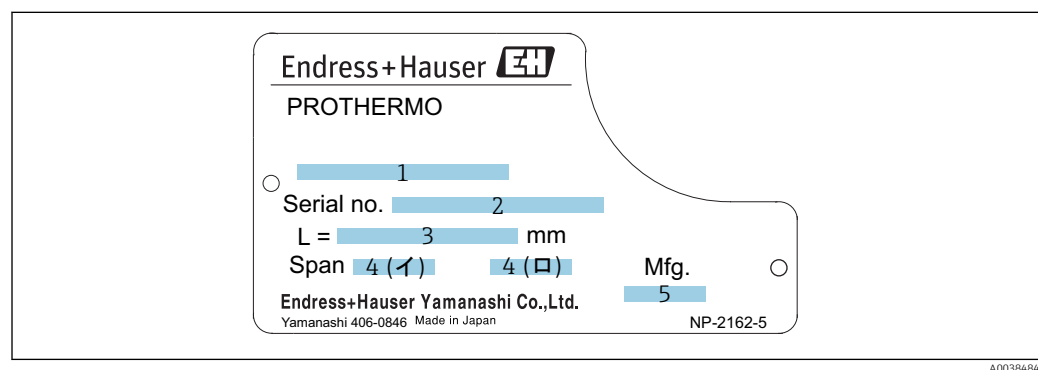 Endress+Hauser EH
PROTHERMO
1
Serial no. 2
L = 3 mm
Span 4 (イ) 4 (ロ) Mfg.
5
Endress+Hauser Yamanashi Co.,Ltd.
Yamanashi 406-0846 Made in Japan NP-2162-5
A0038484